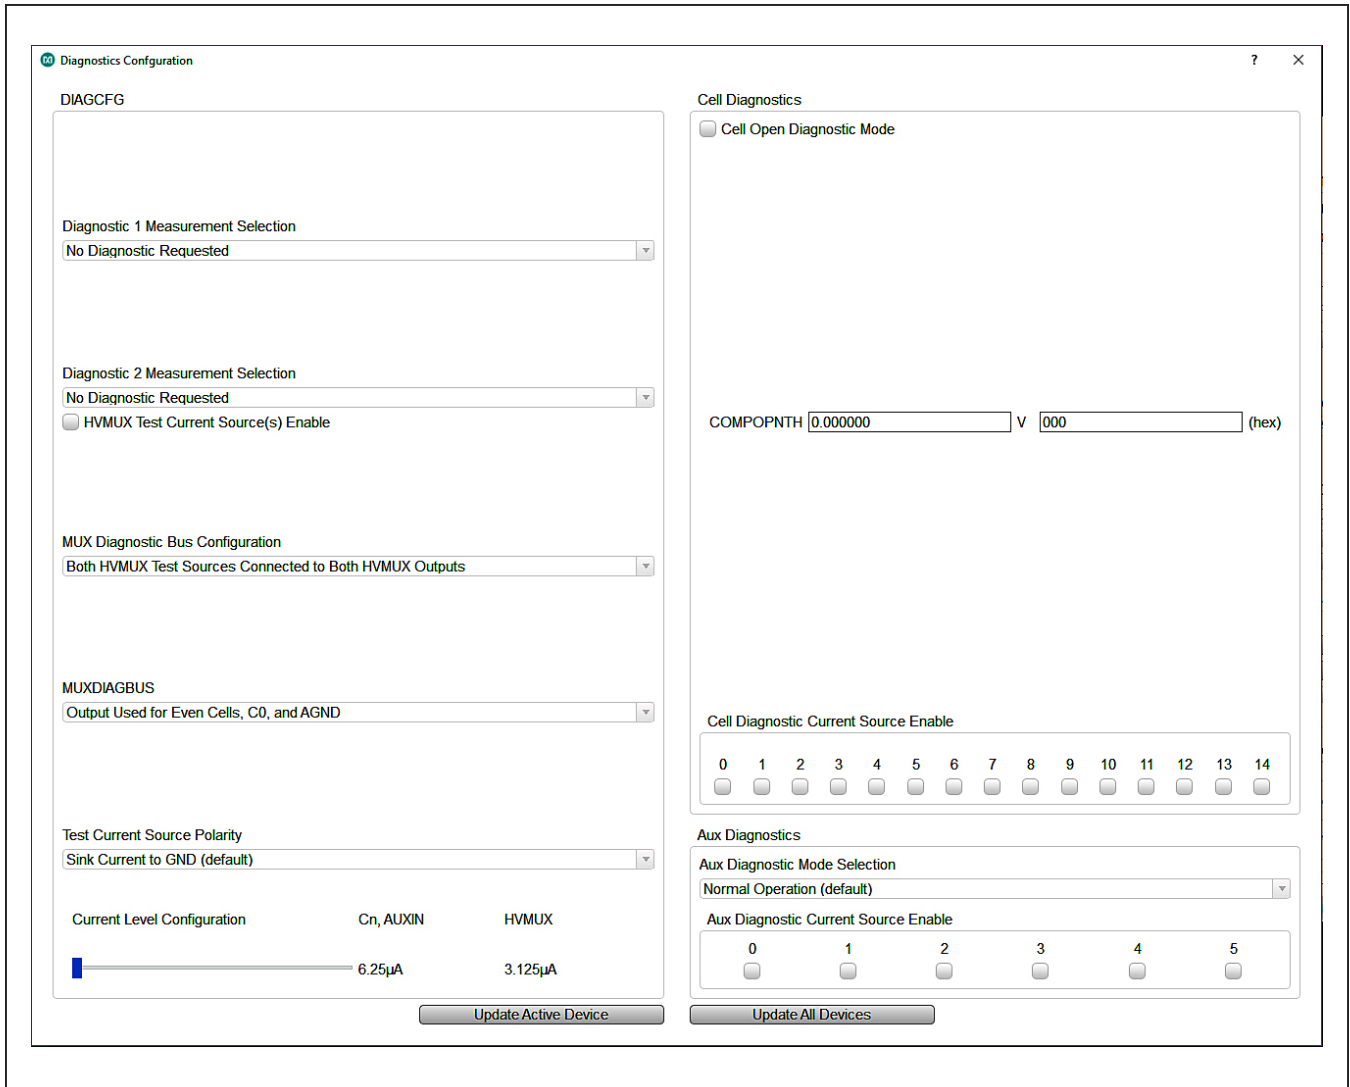 Diagnostics Confguration
?
DIAGCFG
Diagnostic 1 Measurement Selection
No Diagnostic Requested
Diagnostic 2 Measurement Selection
No Diagnostic Requested
HVMUX Test Current Source(s) Enable
MUX Diagnostic Bus Configuration
Both HVMUX Test Sources Connected to Both HVMUX Outputs
MUXDIAGBUS
Output Used for Even Cells, C0, and AGND
Test Current Source Polarity
Sink Current to GND (default)
Current Level Configuration Cn, AUXIN HVMUX
6.25µA 3.125µA
Update Active Device
Cell Diagnostics
Cell Open Diagnostic Mode
COMPOPNTH 0.000000 V 000 (hex)
Cell Diagnostic Current Source Enable
0 1 2 3 4 5 6 7 8 9 10 11 12 13 14
Aux Diagnostics
Aux Diagnostic Mode Selection
Normal Operation (default)
Aux Diagnostic Current Source Enable
0 1 2 3 4 5
Update All Devices